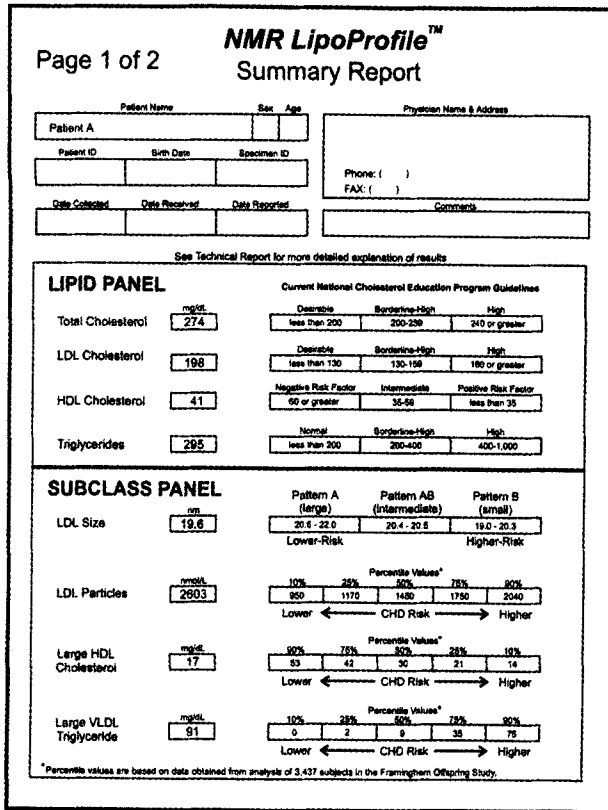 NMR LipoProfile™
Page 1 of 2
Summary Report
Patient Name Sex Age
Patient A
Physician Name & Address
Patient ID Birth Date Specimen ID
Phone: ( )
FAX: ( )
Date Collected Date Received Date Reported
Comments
See Technical Report for more detailed explanation of results
LIPID PANEL
Current National Cholesterol Education Program Guidelines
mg/dL Desirable Borderline-High High
Total Cholesterol 274 less than 200 200-239 240 or greater
Desirable Borderline-High High
LDL Cholesterol 198 less than 130 130-159 160 or greater
Negative Risk Factor Intermediate Positive Risk Factor
HDL Cholesterol 41 60 or greater 35-59 less than 35
Normal Borderline-High High
Triglycerides 295 less than 200 200-400 400-1,000
SUBCLASS PANEL
Pattern A Pattern AB Pattern B
nm (large) (intermediate) (small)
LDL Size 19.6 20.6 - 22.0 20.4 - 20.5 19.0 - 20.3
Lower-Risk Higher-Risk
Percentile Values*
nmol/L 10% 25% 50% 75% 90%
LDL Particles 2603 950 1170 1450 1750 2040
Lower ← CHD Risk → Higher
Percentile Values*
Large HDL mg/dL 90% 75% 50% 25% 10%
Cholesterol 17 53 42 30 21 14
Lower ← CHD Risk → Higher
Percentile Values*
Large VLDL mg/dL 10% 25% 50% 75% 90%
Triglyceride 91 0 2 9 35 75
Lower ← CHD Risk → Higher
*Percentile values are based on data obtained from analysis of 3,437 subjects in the Framingham Offspring Study.